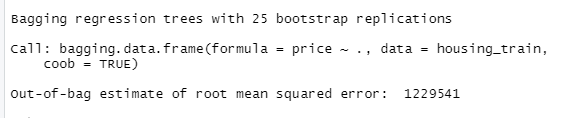 Bagging regression trees with 25 bootstrap replications
Call: bagging.data.frame(formula = price ~ ., data = housing_train,
coob = TRUE)
Out-of-bag estimate of root mean squared error:  1229541